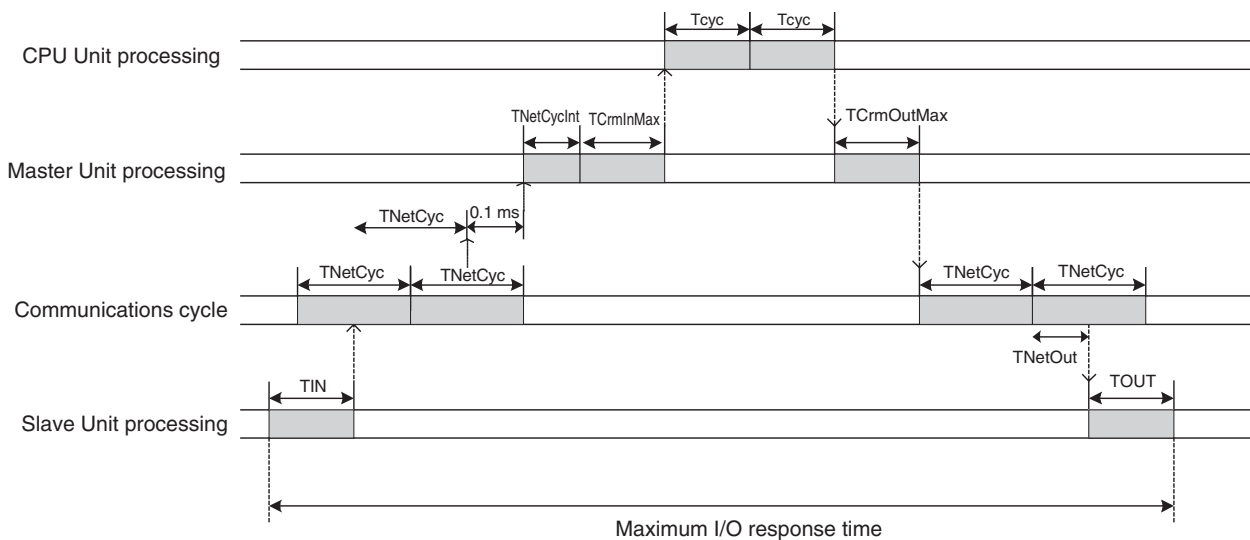 Tcyc Tcyc
CPU Unit processing
TNetCycInt TCrmInMax TCrmOutMax
Master Unit processing
TNetCyc 0.1 ms
TNetCyc TNetCyc TNetCyc TNetCyc
Communications cycle
TNetOut
TIN TOUT
Slave Unit processing
Maximum I/O response time